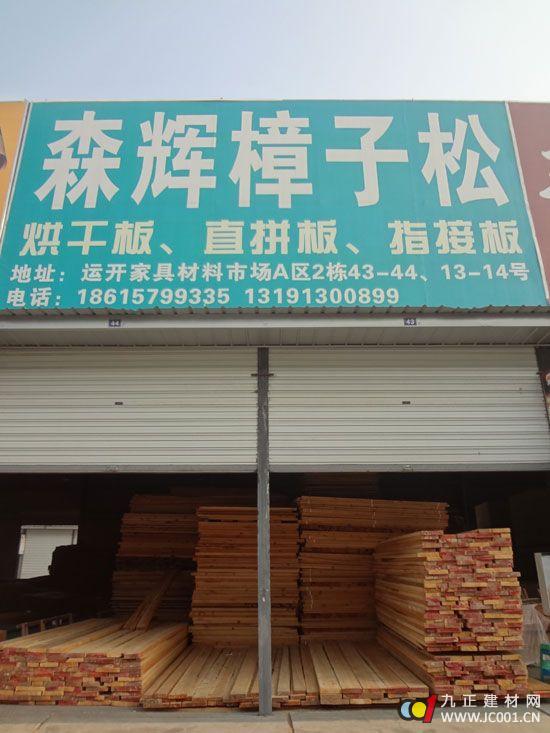 森辉樟子松
烘干板、直拼板、指接板
地址：运开家具材料市场A区2栋43-44、13-14号
电话：18615799335 13191300899
44
43
九正建材网
WWW.JC001.CN